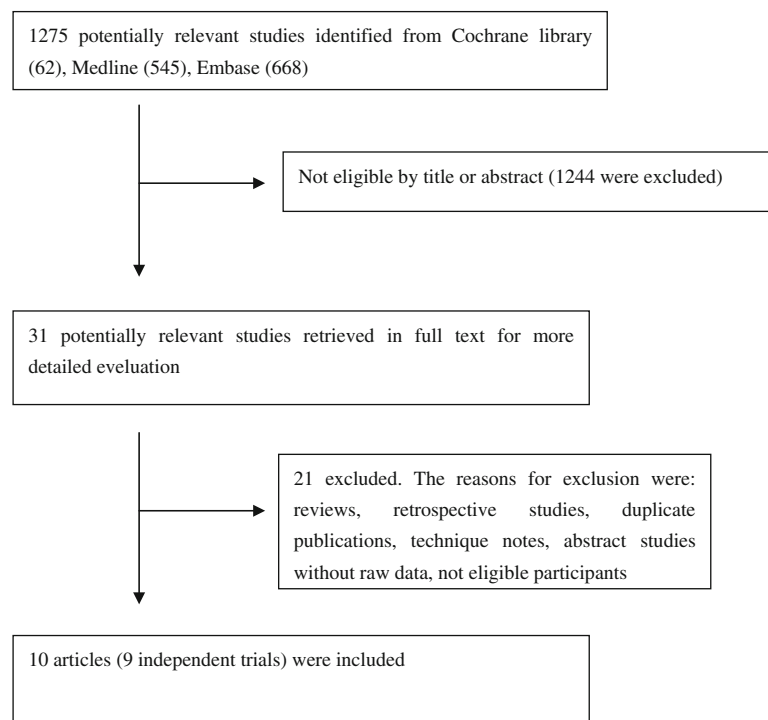 1275 potentially relevant studies identified from Cochrane library
(62), Medline (545), Embase (668)
Not eligible by title or abstract (1244 were excluded)
31 potentially relevant studies retrieved in full text for more
detailed eveluation
21 excluded. The reasons for exclusion were:
reviews, retrospective studies, duplicate
publications, technique notes, abstract studies
without raw data, not eligible participants
10 articles (9 independent trials) were included